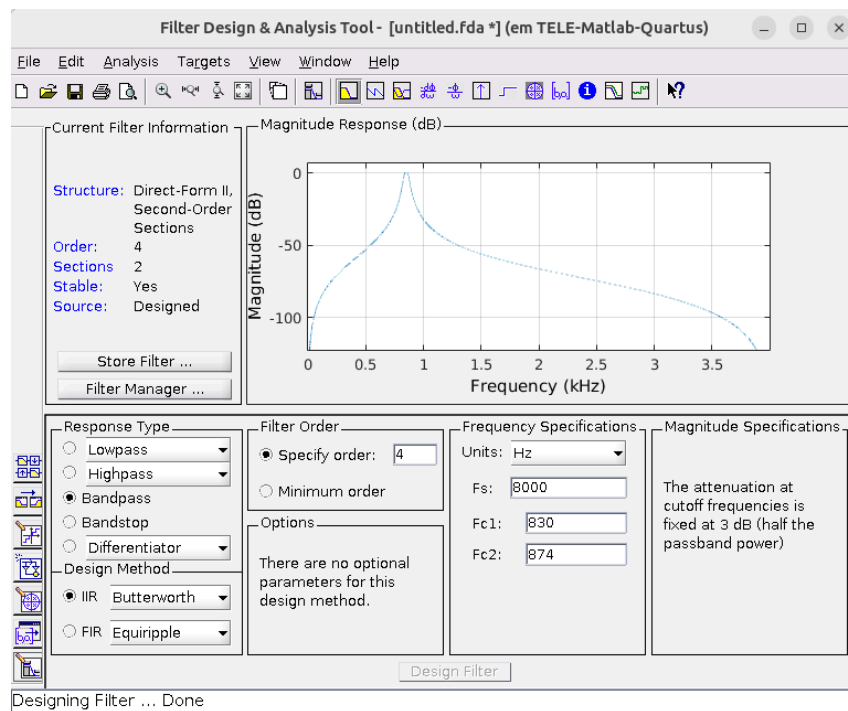 Filter Design & Analysis Tool - [untitled.fda *] (em TELE-Matlab-Quartus)
File Edit Analysis Targets View Window Help
Current Filter Information
Structure: Direct-Form II,
Second-Order
Sections
Order: 4
Sections 2
Stable: Yes
Source: Designed
Store Filter ...
Filter Manager ...
Magnitude Response (dB)
Magnitude (dB)
0
-50
-100
0 0.5 1 1.5 2 2.5 3 3.5
Frequency (kHz)
Response Type
Lowpass
Highpass
Bandpass
Bandstop
Differentiator
Design Method
IIR Butterworth
FIR Equiripple
Filter Order
Specify order: 4
Minimum order
Options
There are no optional
parameters for this
design method.
Frequency Specifications
Units: Hz
Fs: 8000
Fc1: 830
Fc2: 874
Magnitude Specifications
The attenuation at
cutoff frequencies is
fixed at 3 dB (half the
passband power)
Design Filter
Designing Filter ... Done